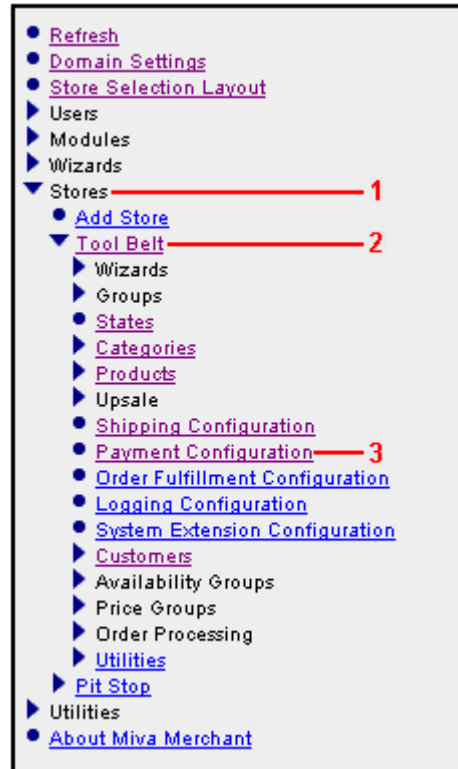 Refresh
Domain Settings
Store Selection Layout
Users
Modules
Wizards
Stores 1
Add Store
Tool Belt 2
Wizards
Groups
States
Categories
Products
Upsale
Shipping Configuration
Payment Configuration 3
Order Fulfillment Configuration
Logging Configuration
System Extension Configuration
Customers
Availability Groups
Price Groups
Order Processing
Utilities
Pit Stop
Utilities
About Miva Merchant